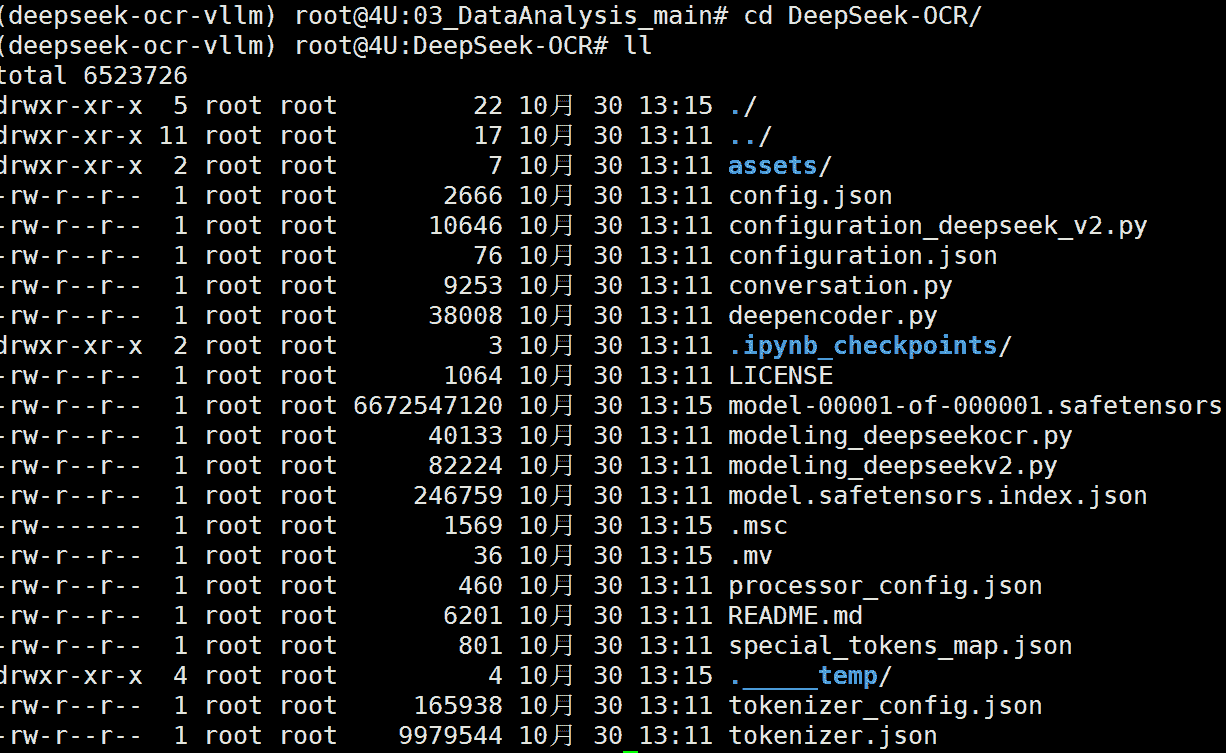 (deepseek-ocr-vllm) root@4U:03_DataAnalysis_main# cd DeepSeek-OCR/
(deepseek-ocr-vllm) root@4U:DeepSeek-OCR# ll
total 6523726
drwxr-xr-x  5 root root         22 10月 30 13:15 ./
drwxr-xr-x 11 root root         17 10月 30 13:11 ../
drwxr-xr-x  2 root root          7 10月 30 13:11 assets/
-rw-r--r--  1 root root       2666 10月 30 13:11 config.json
-rw-r--r--  1 root root      10646 10月 30 13:11 configuration_deepseek_v2.py
-rw-r--r--  1 root root         76 10月 30 13:11 configuration.json
-rw-r--r--  1 root root       9253 10月 30 13:11 conversation.py
-rw-r--r--  1 root root      38008 10月 30 13:11 deepencoder.py
drwxr-xr-x  2 root root          3 10月 30 13:11 .ipynb_checkpoints/
-rw-r--r--  1 root root       1064 10月 30 13:11 LICENSE
-rw-r--r--  1 root root 6672547120 10月 30 13:15 model-00001-of-000001.safetensors
-rw-r--r--  1 root root      40133 10月 30 13:11 modeling_deepseekocr.py
-rw-r--r--  1 root root      82224 10月 30 13:11 modeling_deepseekv2.py
-rw-r--r--  1 root root     246759 10月 30 13:11 model.safetensors.index.json
-rw-------  1 root root       1569 10月 30 13:15 .msc
-rw-r--r--  1 root root         36 10月 30 13:15 .mv
-rw-r--r--  1 root root        460 10月 30 13:11 processor_config.json
-rw-r--r--  1 root root       6201 10月 30 13:11 README.md
-rw-r--r--  1 root root        801 10月 30 13:11 special_tokens_map.json
drwxr-xr-x  4 root root          4 10月 30 13:15 ._____temp/
-rw-r--r--  1 root root     165938 10月 30 13:11 tokenizer_config.json
-rw-r--r--  1 root root    9979544 10月 30 13:11 tokenizer.json